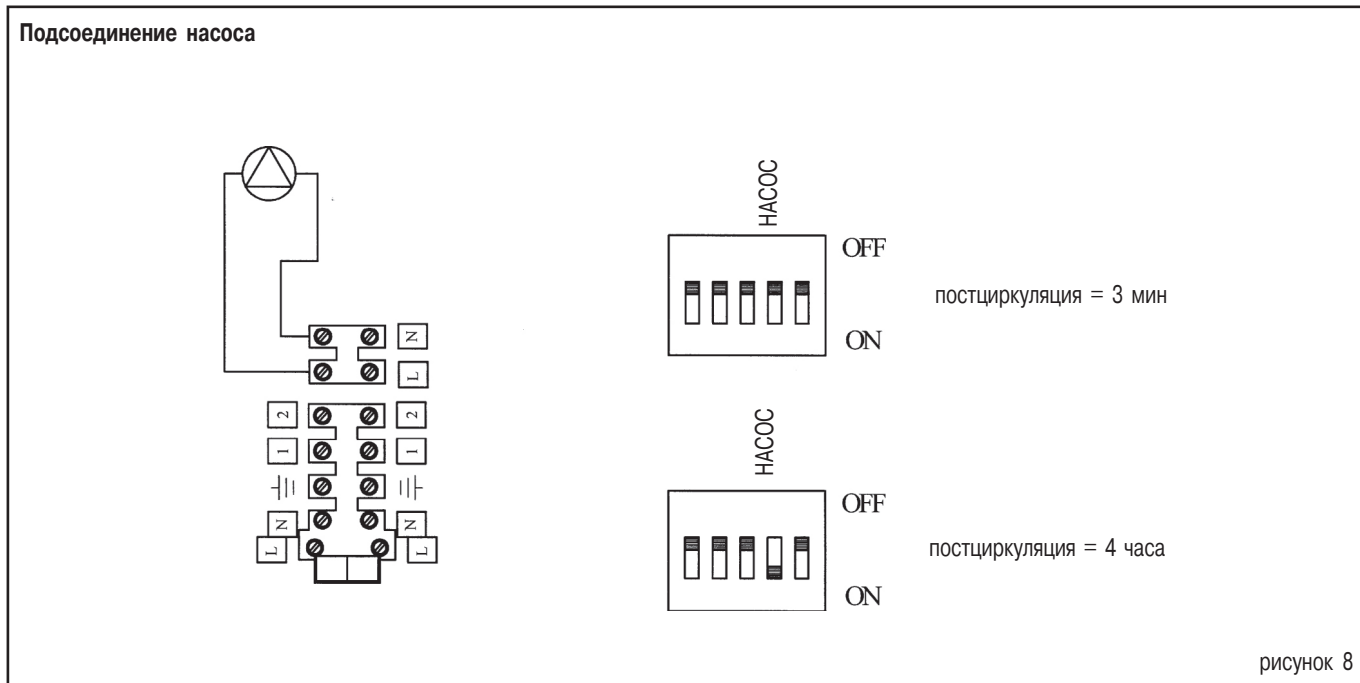 Подсоединение насоса
НАСОС
OFF
ON
постциркуляция = 3 мин
N
L
2 2
1 1
N N
L L
НАСОС
OFF
ON
постциркуляция = 4 часа
рисунок 8